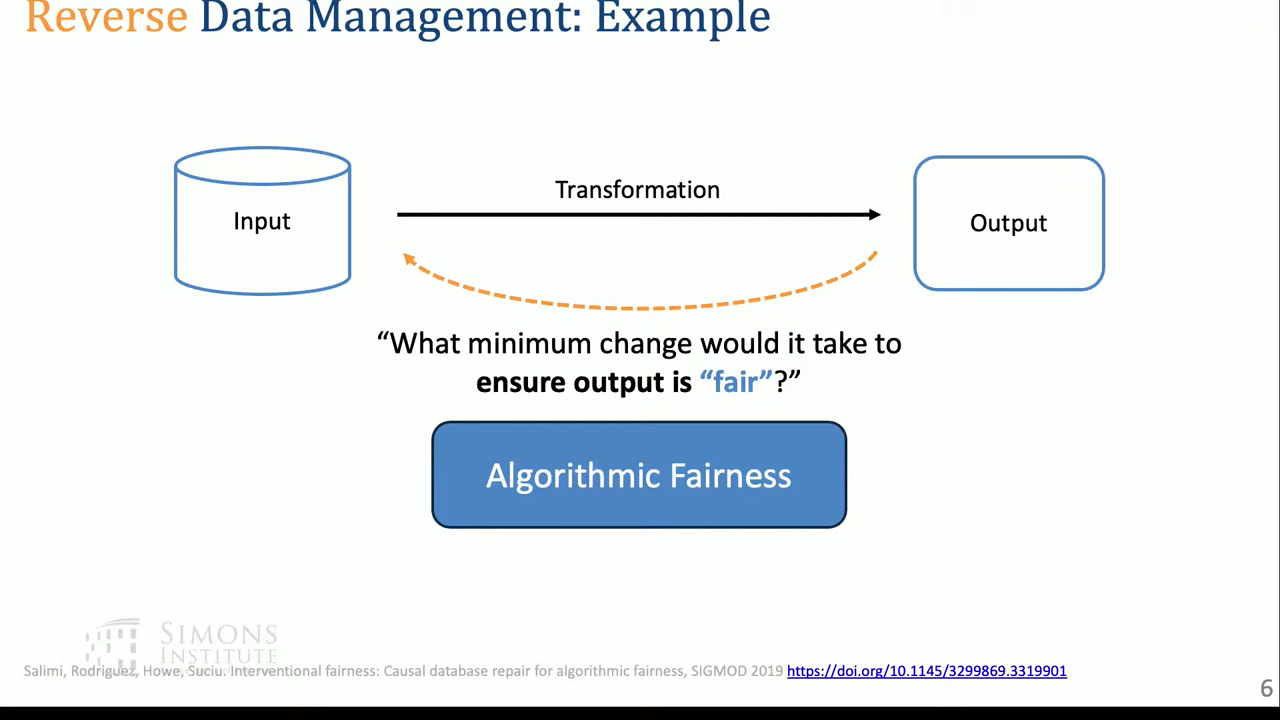 Reverse Data Management: Example
Transformation
Input
Output
“What minimum change would it take to
ensure output is “fair”?”
Algorithmic Fairness
SIMONS
INSTITUTE
Salimi, Rodriguez, Howe, Suciu. Interventional fairness: Causal database repair for algorithmic fairness, SIGMOD 2019 https://doi.org/10.1145/3299869.3319901
6